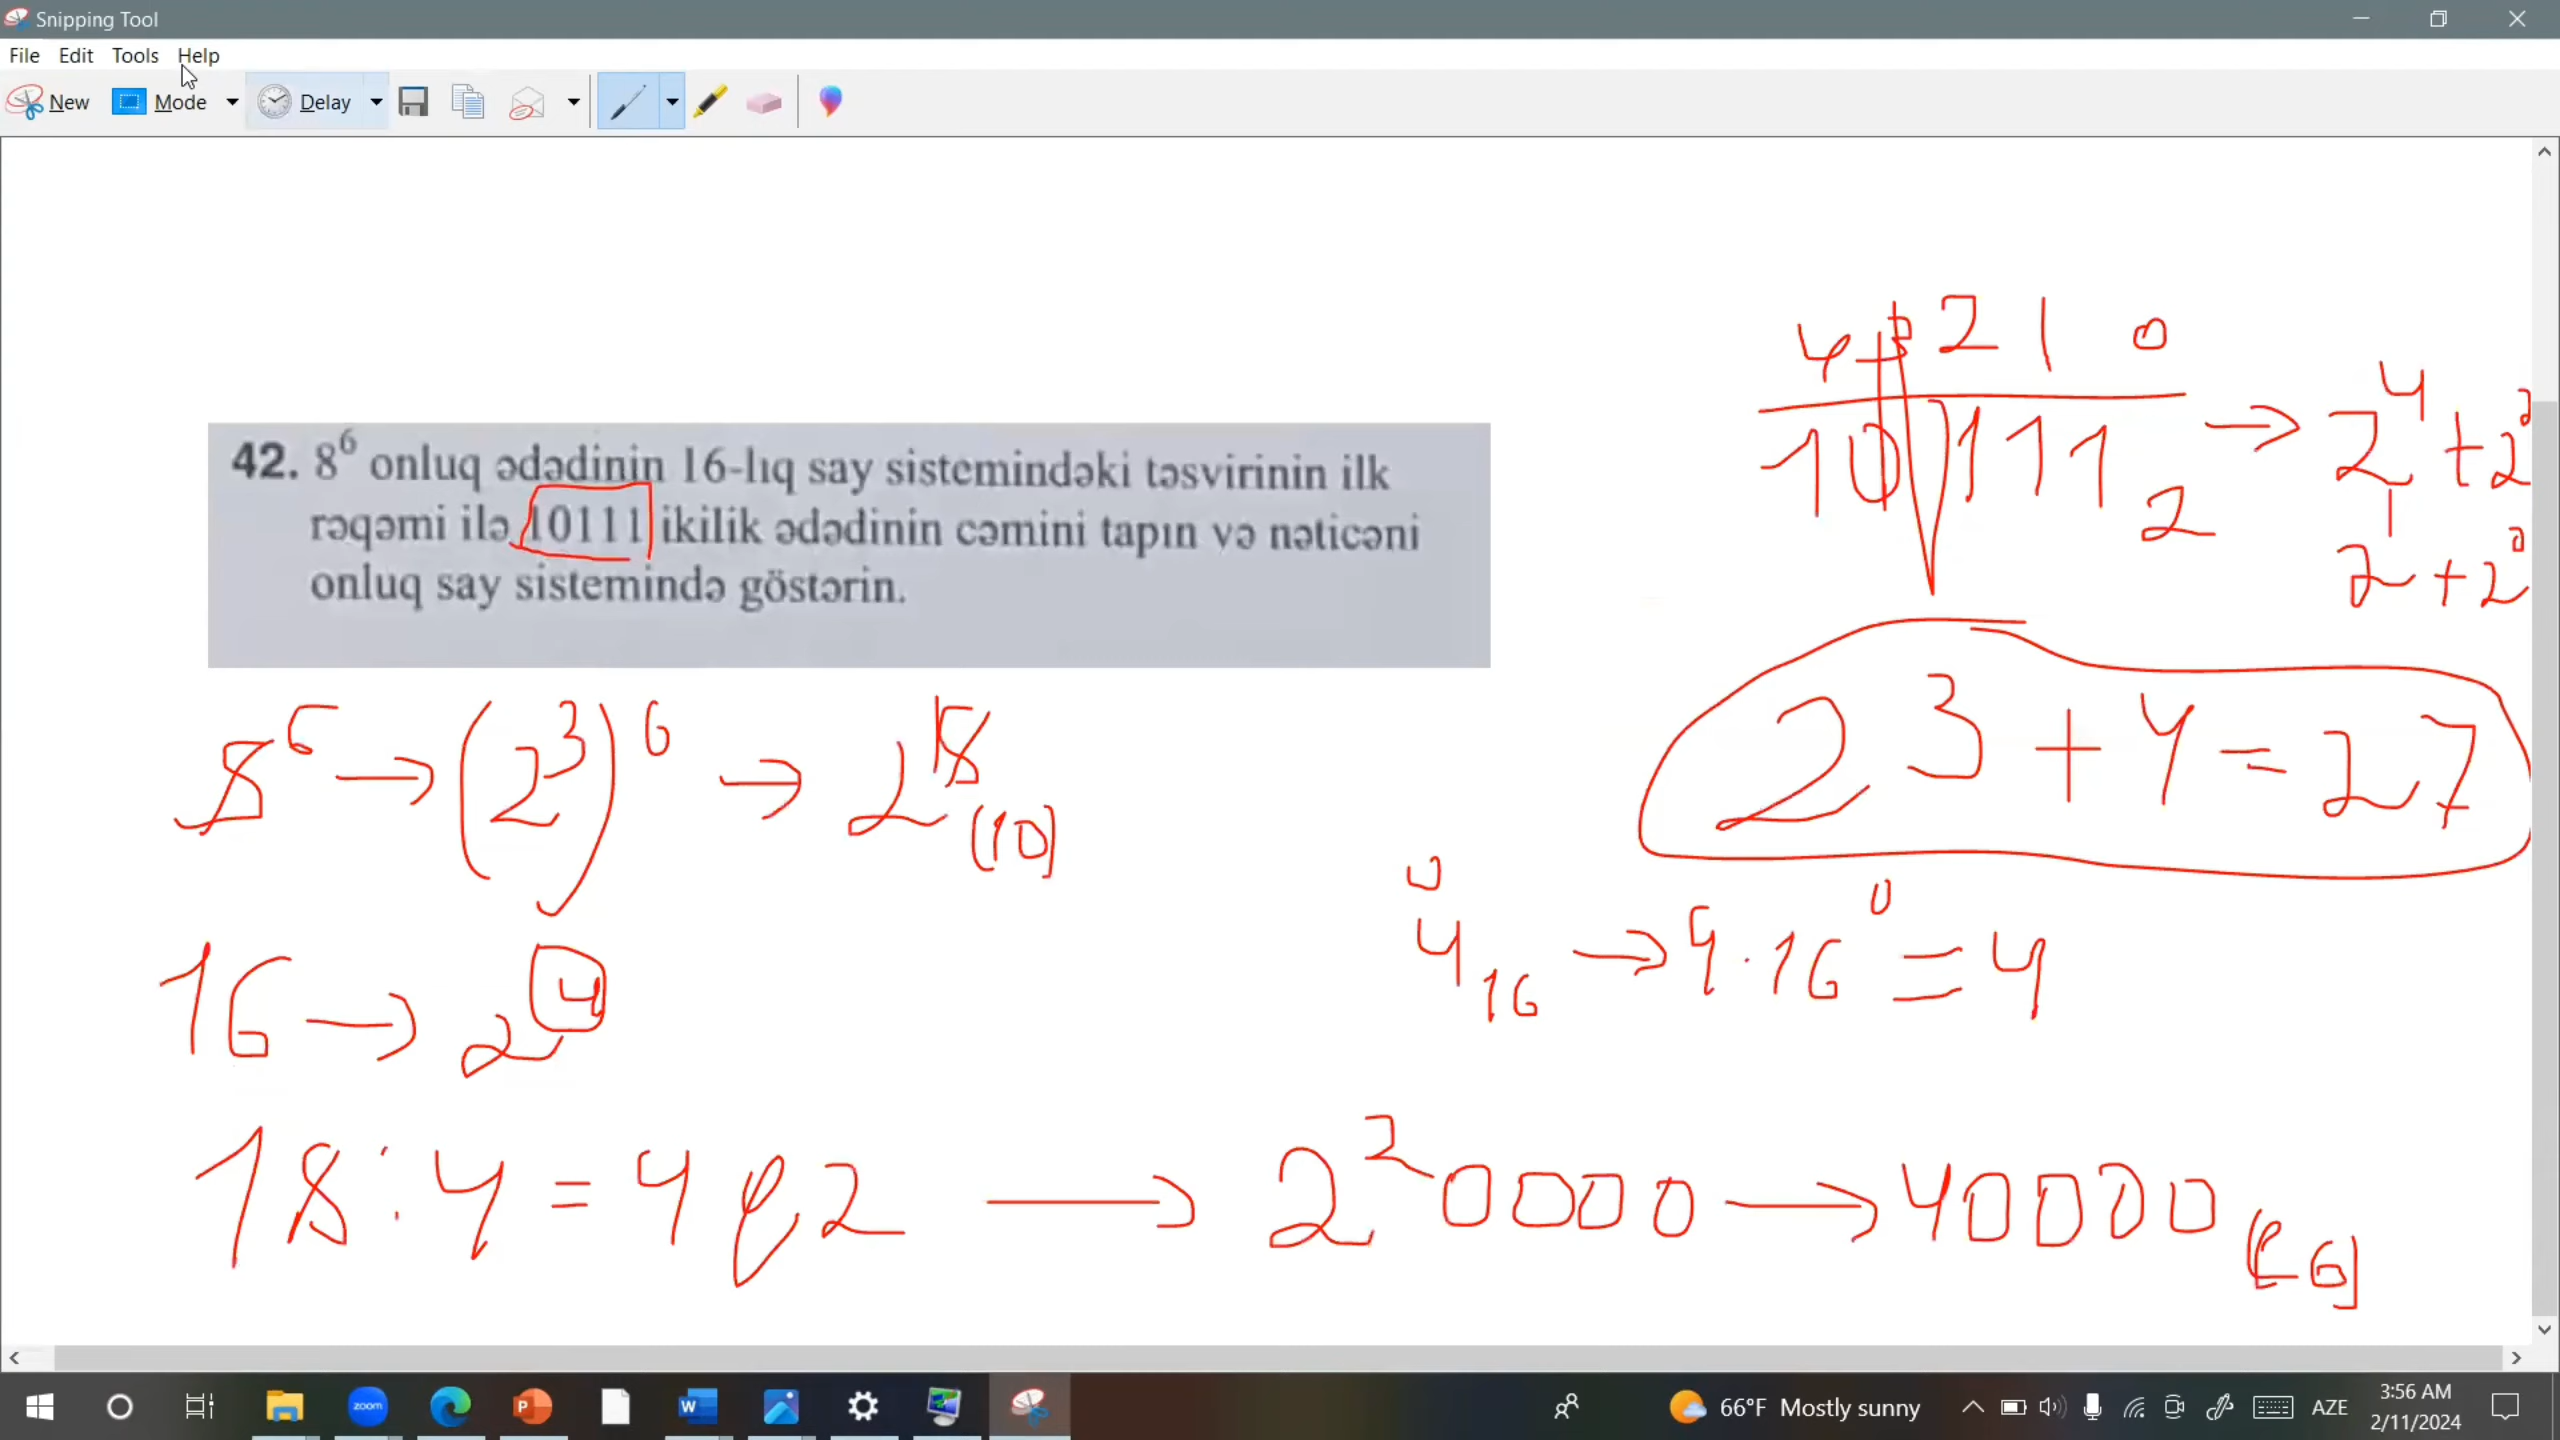 Snipping Tool
File Edit Tools Help
New Mode Delay
4 3 2 1 0
10111₂ → 2⁴ + 2²
2¹ + 2⁰
42. 8⁶ onluq ədədinin 16-lıq say sistemindəki təsvirinin ilk
rəqəmi ilə 10111 ikilik ədədinin cəmini tapın və nəticəni
onluq say sistemində göstərin.
23 + 4 = 27
8⁶ → (2³)⁶ → 2¹⁸(10)
0
4₁₆ → 4·16⁰ = 4
16 → 2⁴
18:4 = 4 q. 2 → 2²0000 → 40000(16)
zoom
66°F Mostly sunny
AZE
3:56 AM
2/11/2024